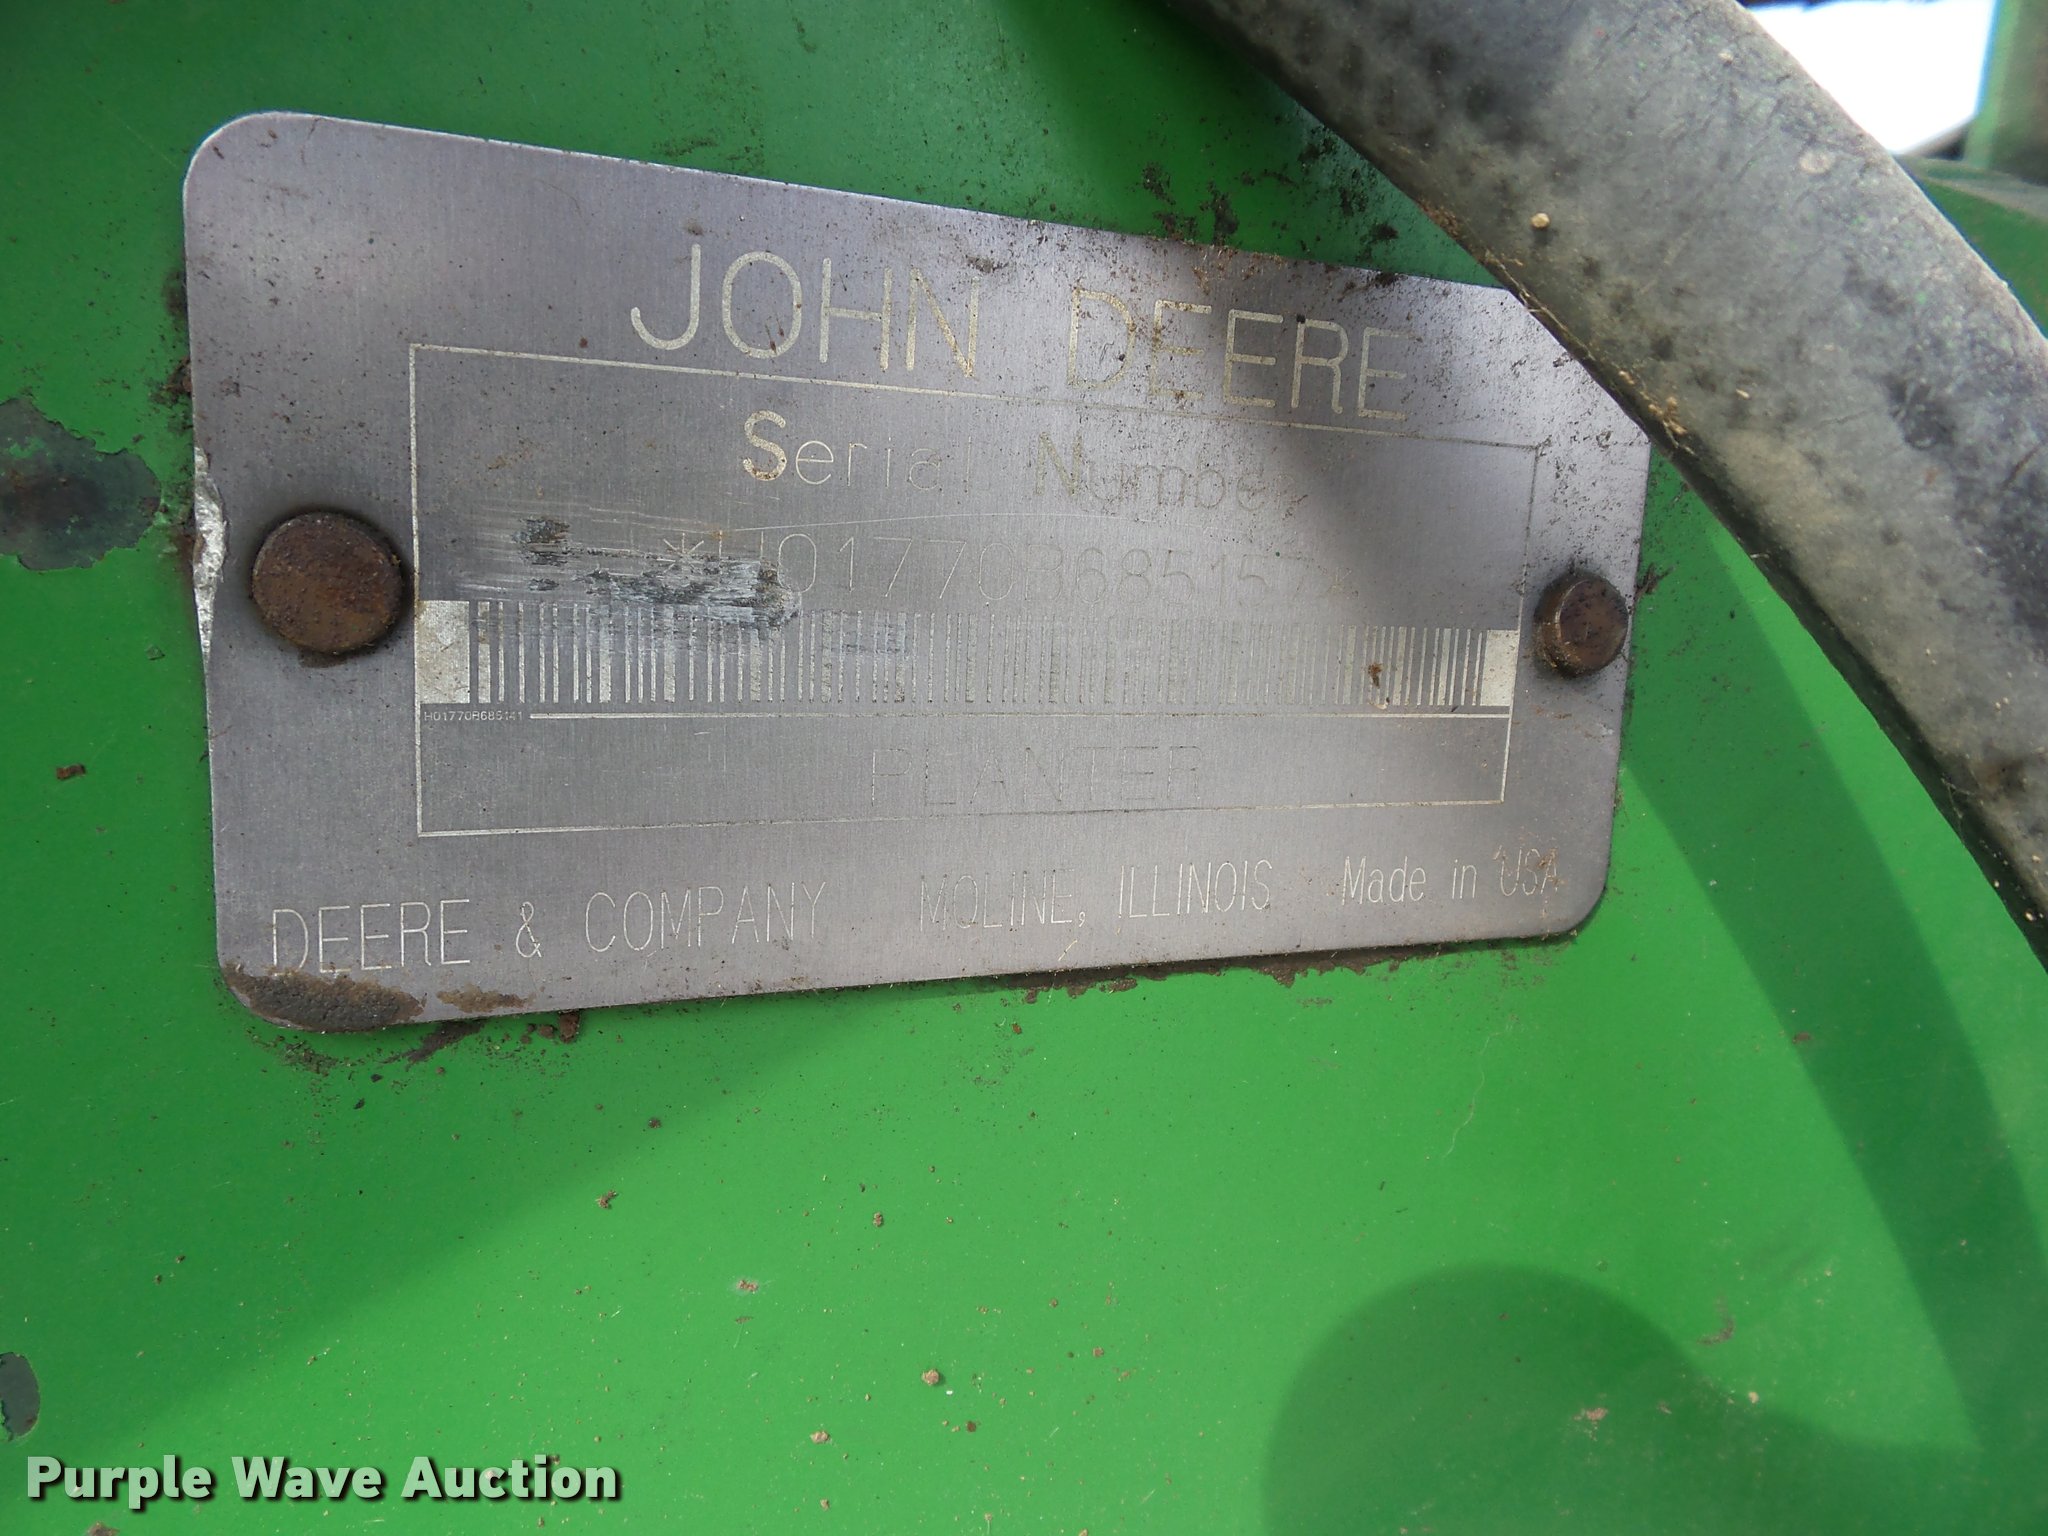 JOHN DEERE
Serial Number
*H01770B685157*
H01770B685141
PLANTER
DEERE & COMPANY MOLINE, ILLINOIS Made in USA
Purple Wave Auction